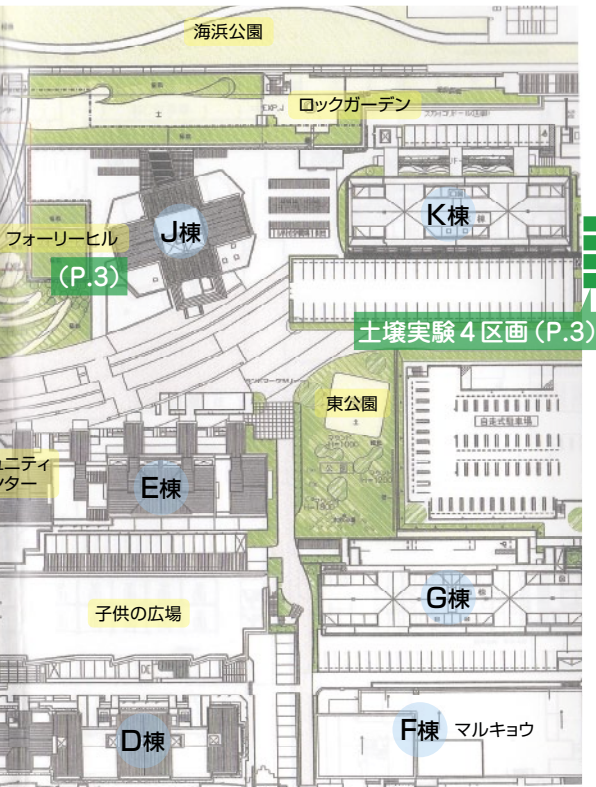 海浜公園
ロックガーデン
EXP.J
K棟
J棟
フォーリーヒル
(P.3)
土壌実験4区画(P.3)
東公園
自走式駐車場
公園
ュニティ
ンター
E棟
G棟
子供の広場
D棟
F棟 マルキョウ